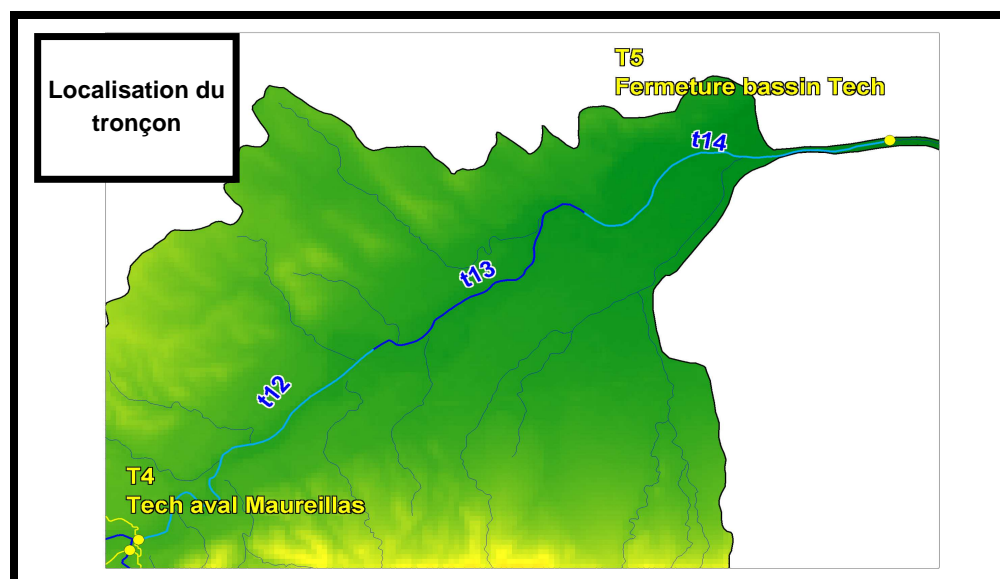 Localisation du
tronçon
T5
Fermeture bassin Tech
t14
t13
t12
T4
Tech aval Maureillas